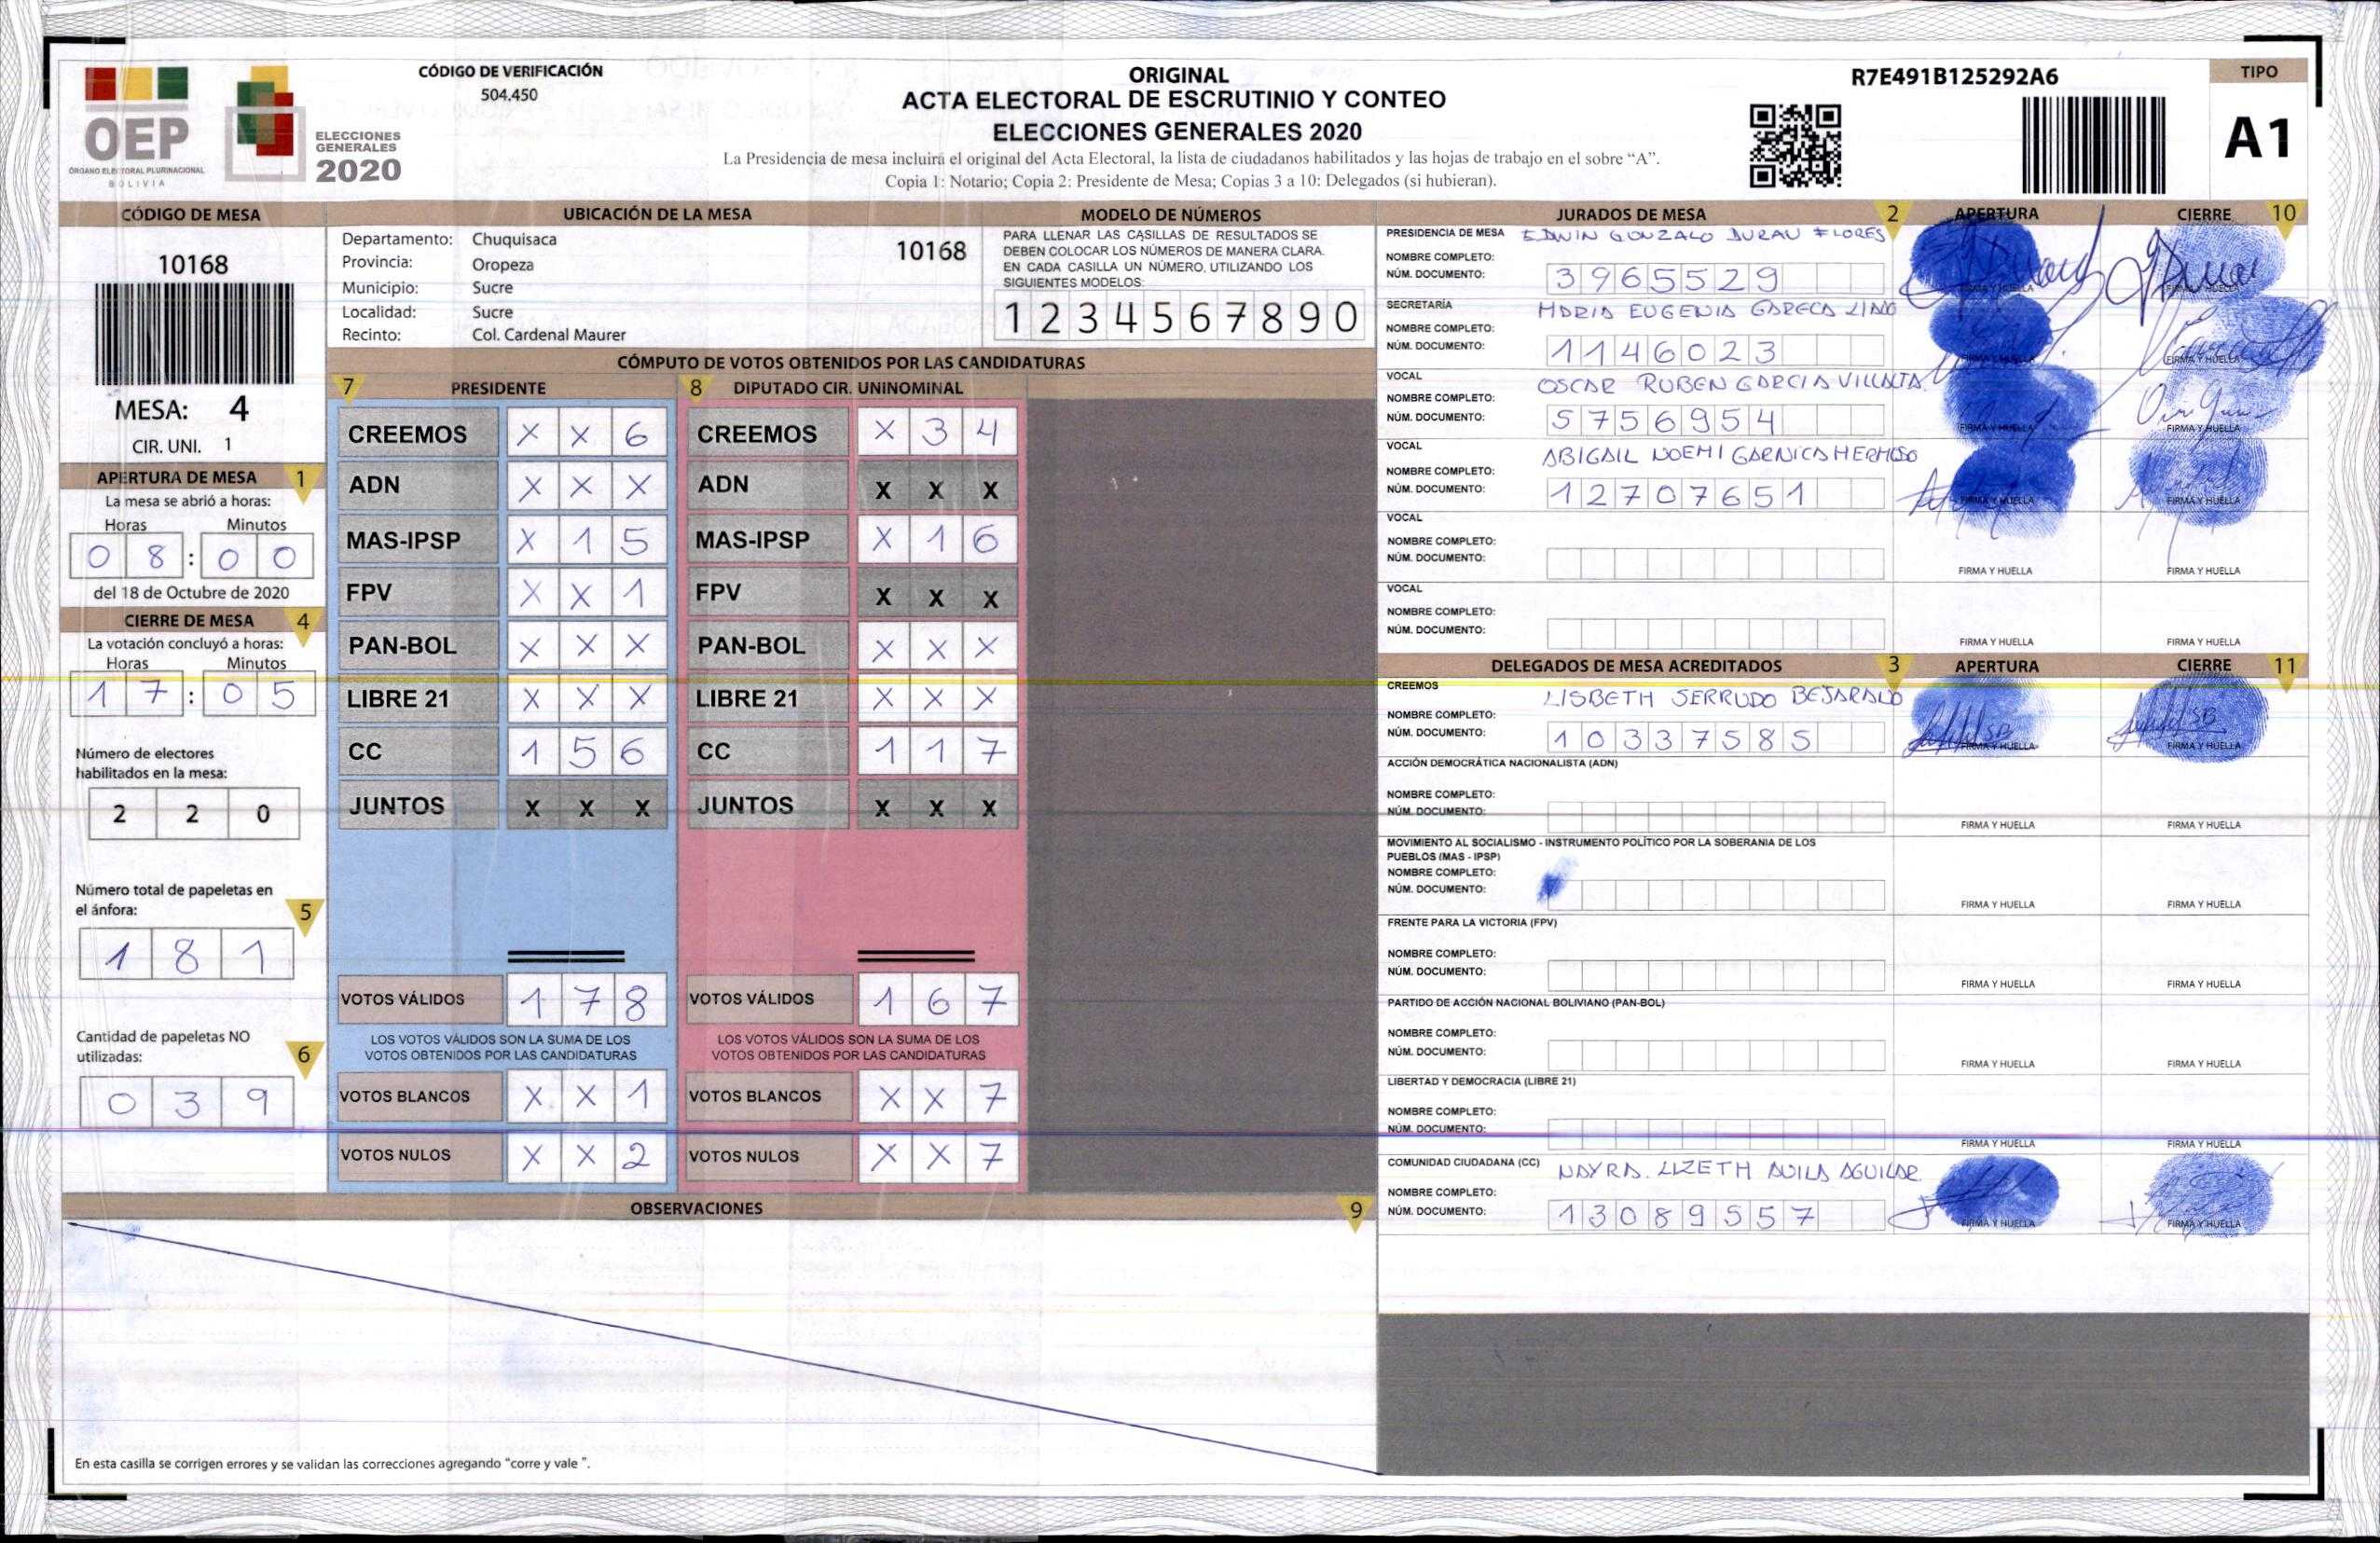 OEP
ÓRGANO ELECTORAL PLURINACIONAL
BOLIVIA
ELECCIONES
GENERALES
2020
CÓDIGO DE VERIFICACIÓN
504.450
ORIGINAL
ACTA ELECTORAL DE ESCRUTINIO Y CONTEO
ELECCIONES GENERALES 2020
La Presidencia de mesa incluirá el original del Acta Electoral, la lista de ciudadanos habilitados y las hojas de trabajo en el sobre “A”.
Copia 1: Notario; Copia 2: Presidente de Mesa; Copias 3 a 10: Delegados (si hubieran).
R7E491B125292A6
TIPO
A1
CÓDIGO DE MESA
10168
MESA: 4
CIR. UNI. 1
APERTURA DE MESA 1
La mesa se abrió a horas:
Horas Minutos
0 8 : 0 0
del 18 de Octubre de 2020
CIERRE DE MESA 4
La votación concluyó a horas:
Horas Minutos
1 7 : 0 5
Número de electores
habilitados en la mesa:
2 2 0
Número total de papeletas en
el ánfora: 5
1 8 1
Cantidad de papeletas NO
utilizadas: 6
0 3 9
UBICACIÓN DE LA MESA
Departamento: Chuquisaca 10168
Provincia: Oropeza
Municipio: Sucre
Localidad: Sucre
Recinto: Col. Cardenal Maurer
MODELO DE NÚMEROS
PARA LLENAR LAS CASILLAS DE RESULTADOS SE
DEBEN COLOCAR LOS NÚMEROS DE MANERA CLARA.
EN CADA CASILLA UN NÚMERO, UTILIZANDO LOS
SIGUIENTES MODELOS:
1 2 3 4 5 6 7 8 9 0
CÓMPUTO DE VOTOS OBTENIDOS POR LAS CANDIDATURAS
7 PRESIDENTE 8 DIPUTADO CIR. UNINOMINAL
CREEMOS X X 6 CREEMOS X 3 4
ADN X X X ADN X X X
MAS-IPSP X 1 5 MAS-IPSP X 1 6
FPV X X 1 FPV X X X
PAN-BOL X X X PAN-BOL X X X
LIBRE 21 X X X LIBRE 21 X X X
CC 1 5 6 CC 1 1 7
JUNTOS X X X JUNTOS X X X
VOTOS VÁLIDOS 1 7 8 VOTOS VÁLIDOS 1 6 7
LOS VOTOS VÁLIDOS SON LA SUMA DE LOS LOS VOTOS VÁLIDOS SON LA SUMA DE LOS
VOTOS OBTENIDOS POR LAS CANDIDATURAS VOTOS OBTENIDOS POR LAS CANDIDATURAS
VOTOS BLANCOS X X 1 VOTOS BLANCOS X X 7
VOTOS NULOS X X 2 VOTOS NULOS X X 7
OBSERVACIONES 9
En esta casilla se corrigen errores y se validan las correcciones agregando "corre y vale ".
JURADOS DE MESA 2 APERTURA CIERRE 10
PRESIDENCIA DE MESA EDWIN GONZALO DURAN FLORES
NOMBRE COMPLETO:
NÚM. DOCUMENTO: 3965529 FIRMA Y HUELLA FIRMA Y HUELLA
SECRETARÍA MARIA EUGENIA GARECA LINO
NOMBRE COMPLETO:
NÚM. DOCUMENTO: 1146023 FIRMA Y HUELLA FIRMA Y HUELLA
VOCAL OSCAR RUBEN GARCIA VILLALTA
NOMBRE COMPLETO:
NÚM. DOCUMENTO: 5756954 FIRMA Y HUELLA FIRMA Y HUELLA
VOCAL ABIGAIL NOEMI GARNICA HERMOSO
NOMBRE COMPLETO:
NÚM. DOCUMENTO: 12707651 FIRMA Y HUELLA FIRMA Y HUELLA
VOCAL
NOMBRE COMPLETO:
NÚM. DOCUMENTO: FIRMA Y HUELLA FIRMA Y HUELLA
VOCAL
NOMBRE COMPLETO:
NÚM. DOCUMENTO: FIRMA Y HUELLA FIRMA Y HUELLA
DELEGADOS DE MESA ACREDITADOS 3 APERTURA CIERRE 11
CREEMOS LISBETH SERRUDO BEJARANO
NOMBRE COMPLETO:
NÚM. DOCUMENTO: 10337585 FIRMA Y HUELLA FIRMA Y HUELLA
ACCIÓN DEMOCRÁTICA NACIONALISTA (ADN)
NOMBRE COMPLETO:
NÚM. DOCUMENTO: FIRMA Y HUELLA FIRMA Y HUELLA
MOVIMIENTO AL SOCIALISMO - INSTRUMENTO POLÍTICO POR LA SOBERANIA DE LOS
PUEBLOS (MAS - IPSP)
NOMBRE COMPLETO:
NÚM. DOCUMENTO: FIRMA Y HUELLA FIRMA Y HUELLA
FRENTE PARA LA VICTORIA (FPV)
NOMBRE COMPLETO:
NÚM. DOCUMENTO: FIRMA Y HUELLA FIRMA Y HUELLA
PARTIDO DE ACCIÓN NACIONAL BOLIVIANO (PAN-BOL)
NOMBRE COMPLETO:
NÚM. DOCUMENTO: FIRMA Y HUELLA FIRMA Y HUELLA
LIBERTAD Y DEMOCRACIA (LIBRE 21)
NOMBRE COMPLETO:
NÚM. DOCUMENTO: FIRMA Y HUELLA FIRMA Y HUELLA
COMUNIDAD CIUDADANA (CC) NAYRA. LIZETH AVILA AGUILAR
NOMBRE COMPLETO:
NÚM. DOCUMENTO: 13089557 FIRMA Y HUELLA FIRMA Y HUELLA